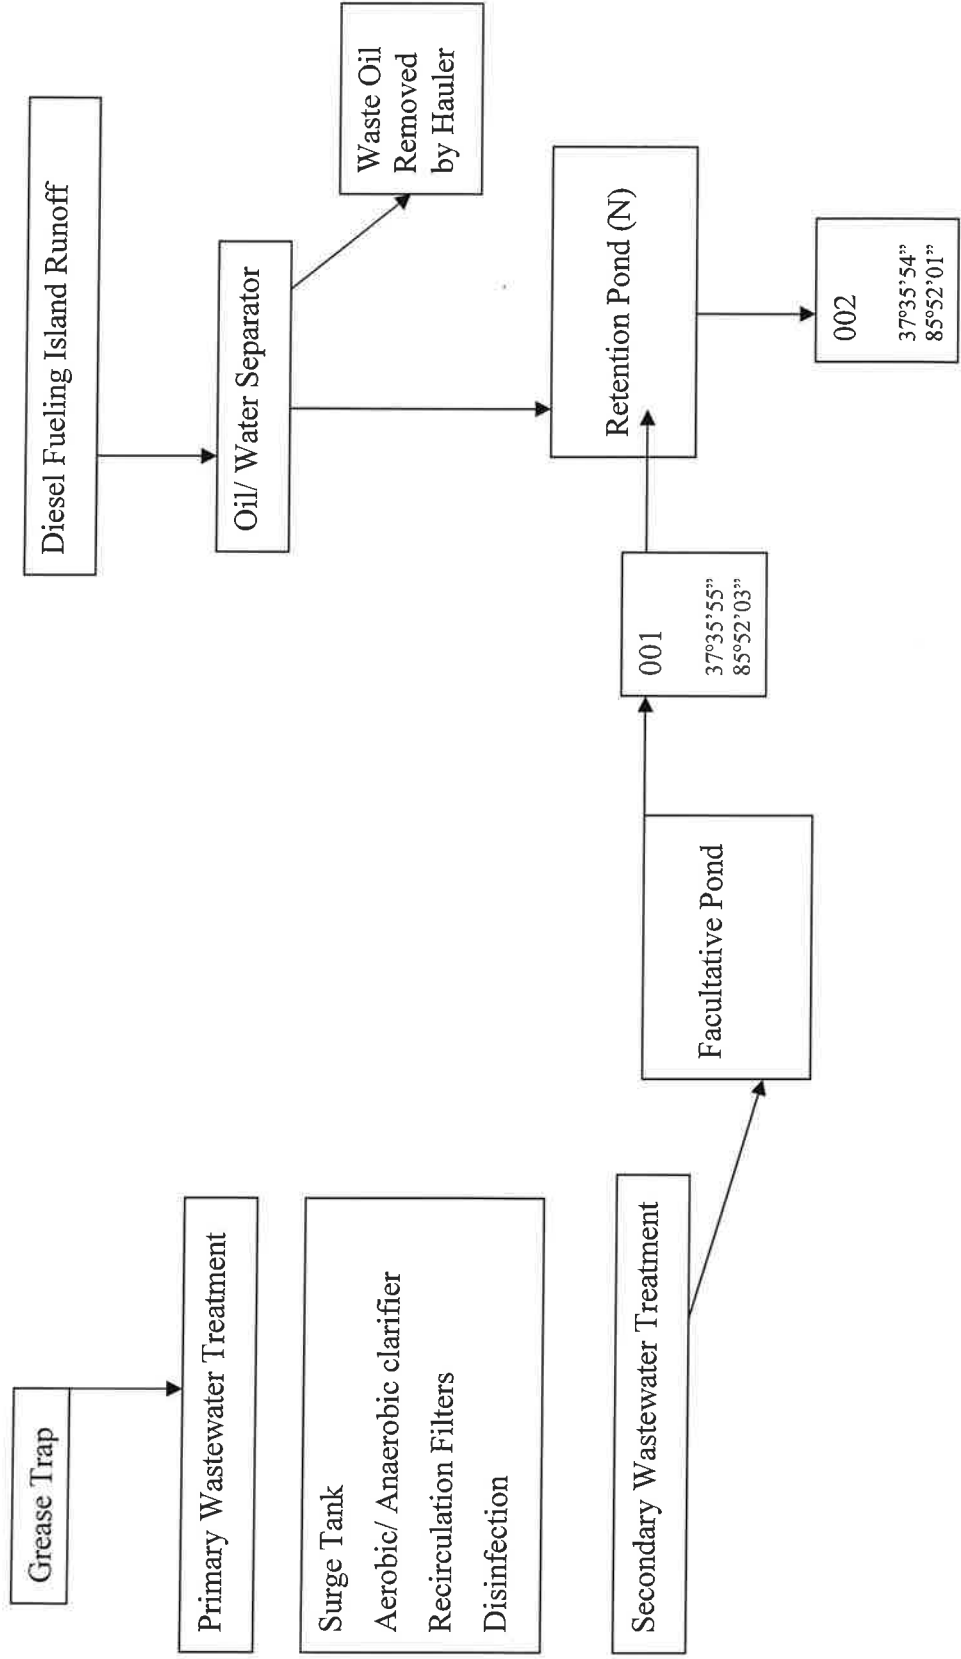 Grease Trap
Primary Wastewater Treatment
Surge Tank
Aerobic/ Anaerobic clarifier
Recirculation Filters
Disinfection
Secondary Wastewater Treatment
Facultative Pond
001
37°35'55"
85°52'03"
Diesel Fueling Island Runoff
Oil/ Water Separator
Waste Oil
Removed
by Hauler
Retention Pond (N)
002
37°35'54"
85°52'01"